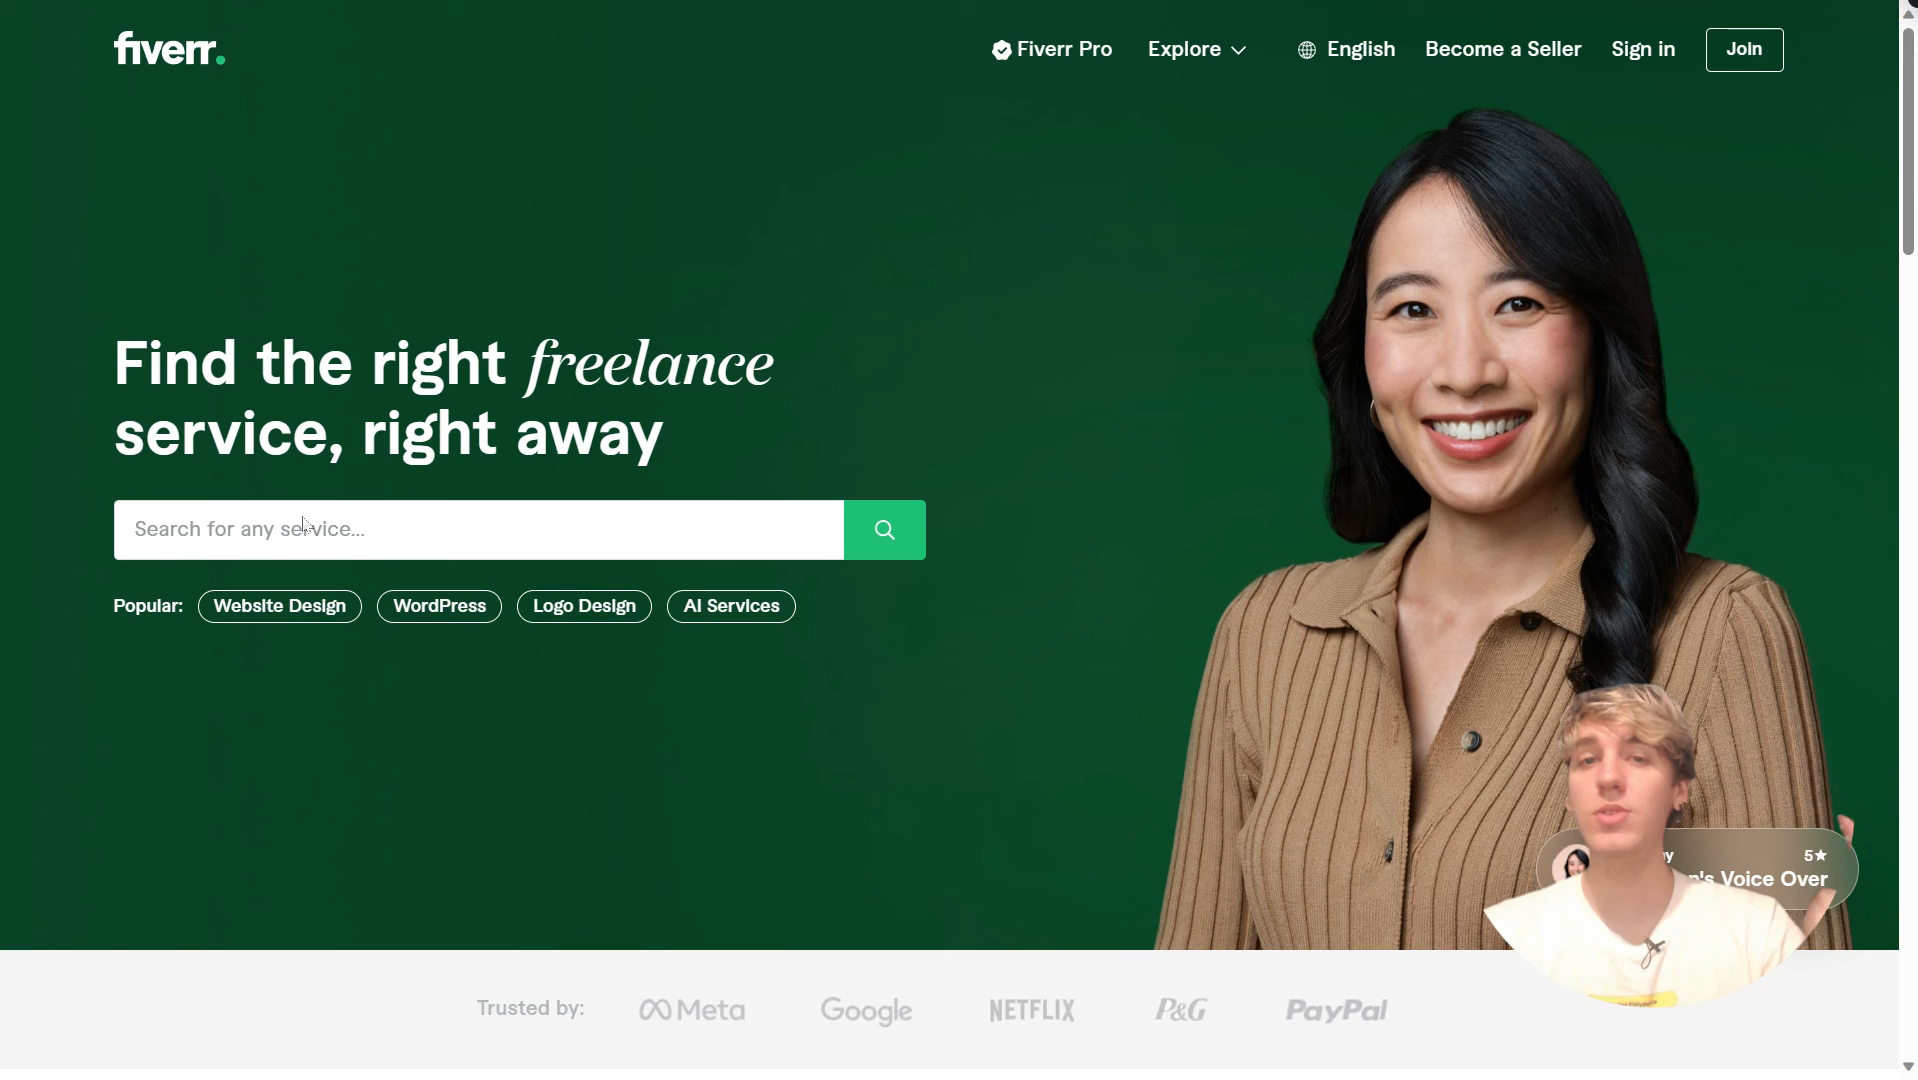 fiverr.
Fiverr Pro
Explore
English
Become a Seller
Sign in
Join
Find the right freelance
service, right away
Search for any service...
Popular:
Website Design
WordPress
Logo Design
AI Services
5★
Voice Over
Trusted by:
Meta
Google
NETFLIX
P&G
PayPal